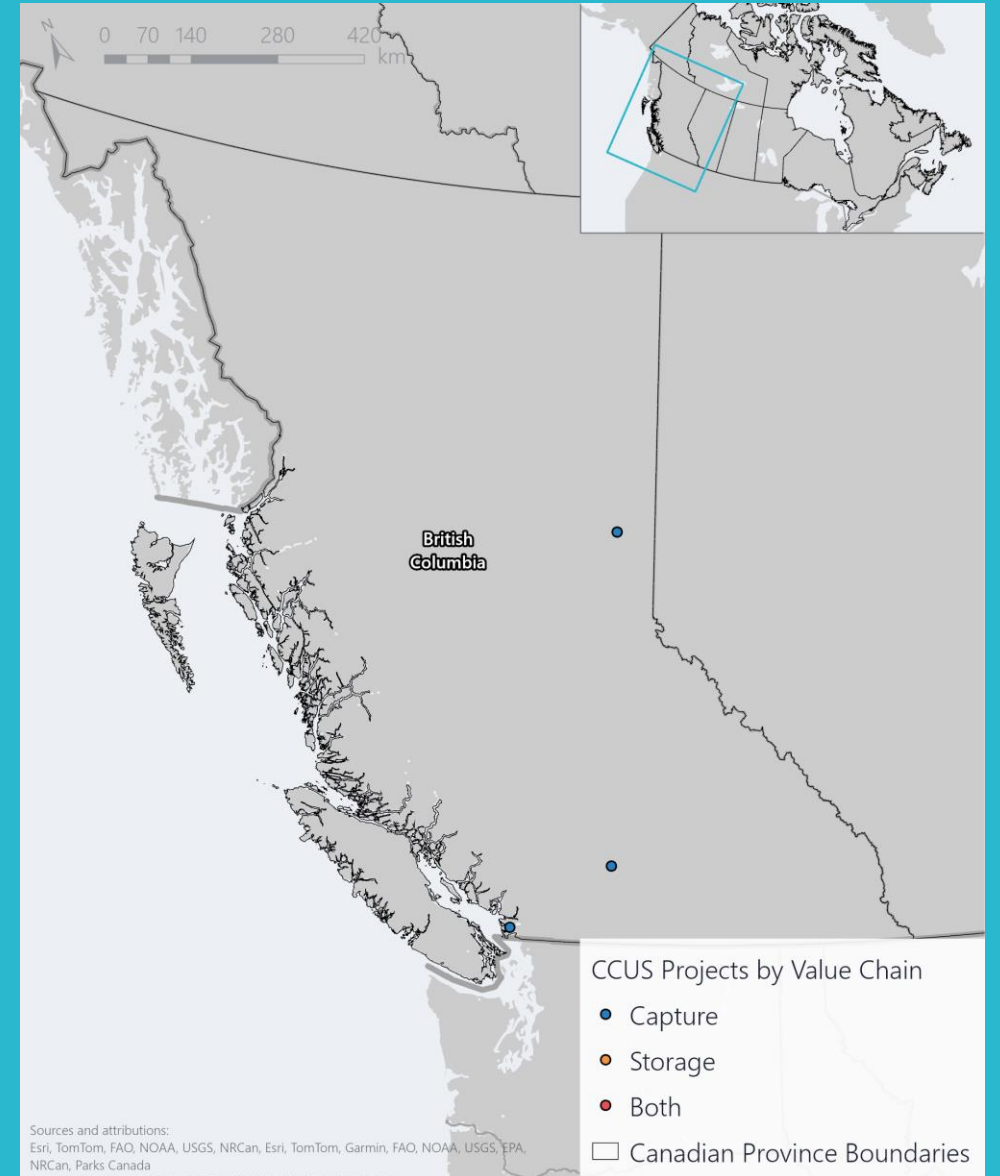 N
0 70 140 280 420
km
British
Columbia
CCUS Projects by Value Chain
Capture
Storage
Both
Canadian Province Boundaries
Sources and attributions:
Esri, TomTom, FAO, NOAA, USGS, NRCan, Esri, TomTom, Garmin, FAO, NOAA, USGS, EPA,
NRCan, Parks Canada